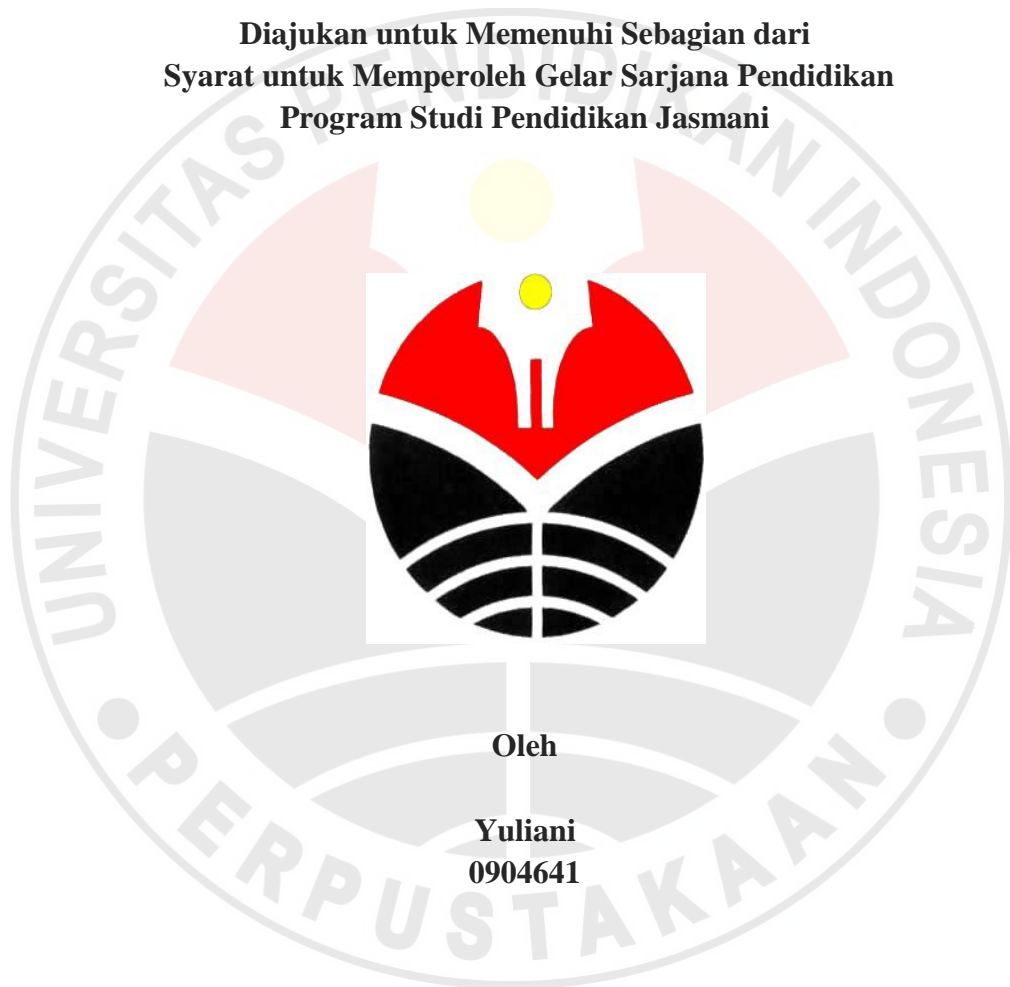 Diajukan untuk Memenuhi Sebagian dari
Syarat untuk Memperoleh Gelar Sarjana Pendidikan
Program Studi Pendidikan Jasmani
UNIVERSITAS PENDIDIKAN INDONESIA
Oleh
Yuliani
0904641
PERPUSTAKAAN